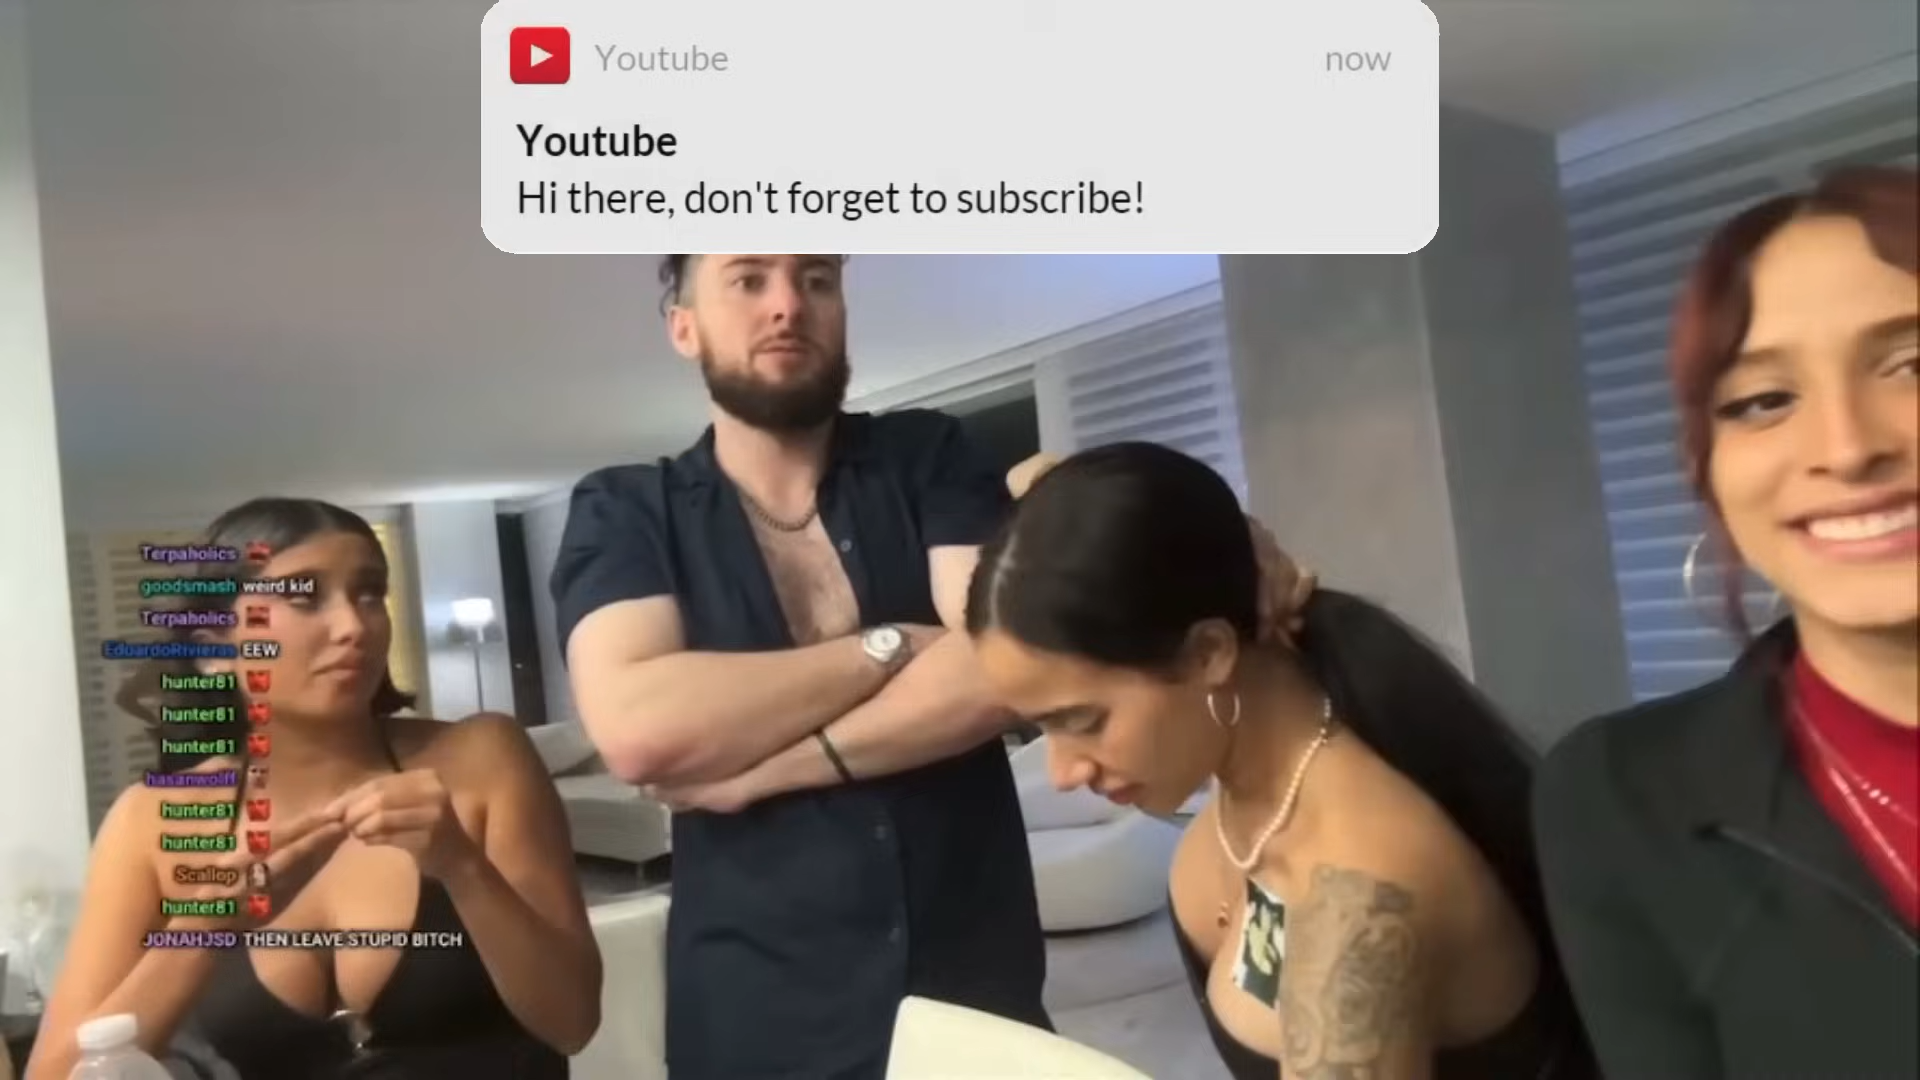 Youtube now
Youtube
Hi there, don't forget to subscribe!
Terpaholics
goodsmash weird kid
Terpaholics
EduardoRivieras EEW
hunter81
hunter81
hunter81
hasanwolff
hunter81
hunter81
Scallop
hunter81
JONAHJSD THEN LEAVE STUPID BITCH